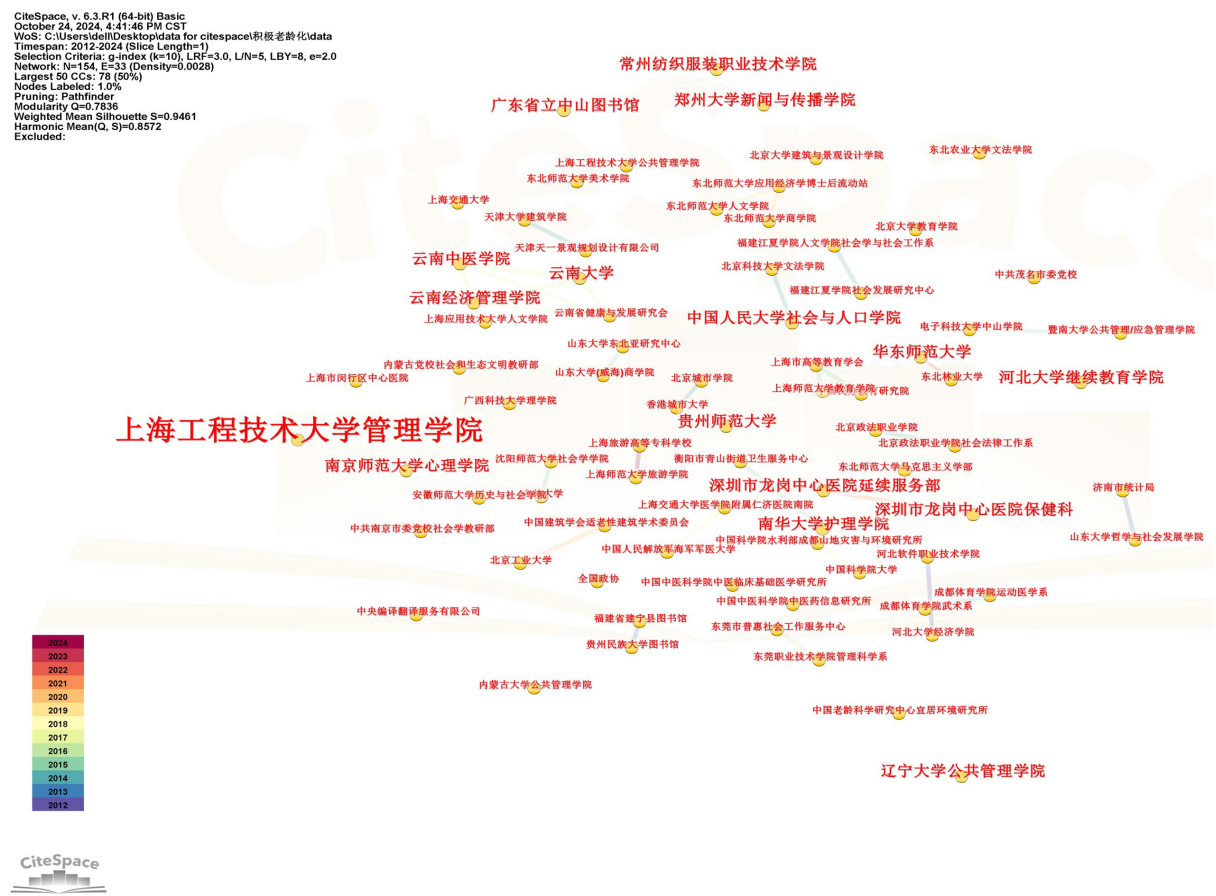 CiteSpace, v. 6.3.R1 (64-bit) Basic
October 24, 2024, 4:41:46 PM CST
WoS: C:\Users\dell\Desktop\data for citespace\积极老龄化\data
Timespan: 2012-2024 (Slice Length=1)
Selection Criteria: g-index (k=10), LRF=3.0, L/N=5, LBY=8, e=2.0
Network: N=154, E=33 (Density=0.0028)
Largest 50 CCs: 78 (50%)
Nodes Labeled: 1.0%
Pruning: Pathfinder
Modularity Q=0.7836
Weighted Mean Silhouette S=0.9461
Harmonic Mean(Q, S)=0.8572
Excluded:
CiteSpace
常州纺织服装职业技术学院
广东省立中山图书馆
郑州大学新闻与传播学院
东北农业大学文法学院
北京大学建筑与景观设计学院
上海工程技术大学公共管理学院
东北师范大学美术学院
东北师范大学应用经济学博士后流动站
上海交通大学
东北师范大学人文学院
天津大学建筑学院
东北师范大学商学院
北京大学教育学院
天津天一景观规划设计有限公司
福建江夏学院人文学院社会学与社会工作系
云南中医学院
云南大学
北京科技大学文法学院
中共茂名市委党校
云南经济管理学院
福建江夏学院社会发展研究中心
云南省健康与发展研究会
上海应用技术大学人文学院
中国人民大学社会与人口学院
电子科技大学中山学院
暨南大学公共管理/应急管理学院
山东大学东北亚研究中心
华东师范大学
内蒙古党校社会和生态文明教研部
上海市高等教育学会
上海市闵行区中心医院
山东大学(威海)商学院
北京城市学院
东北林业大学
河北大学继续教育学院
上海师范大学教育学院
育研究院
广西科技大学理学院
香港城市大学
贵州师范大学
上海工程技术大学管理学院
北京政法职业学院
上海旅游高等专科学校
北京政法职业学院社会法律工作系
南京师范大学心理学院
沈阳师范大学社会学学院
衡阳市青山街道卫生服务中心
东北师范大学马克思主义学部
上海师范大学旅游学院
深圳市龙岗中心医院延续服务部
济南市统计局
安徽师范大学历史与社会学院
大学
上海交通大学医学院附属仁济医院南院
深圳市龙岗中心医院保健科
中共南京市委党校社会学教研部
中国建筑学会适老性建筑学术委员会
南华大学护理学院
山东大学哲学与社会发展学院
中国科学院水利部成都山地灾害与环境研究所
中国人民解放军海军军医大学
河北软件职业技术学院
北京工业大学
中国科学院大学
全国政协
中国中医科学院中医临床基础医学研究所
成都体育学院运动医学系
中国中医科学院中医药信息研究所
成都体育学院武术系
中央编译翻译服务有限公司
福建省建宁县图书馆
东莞市普惠社会工作服务中心
河北大学经济学院
贵州民族大学图书馆
东莞职业技术学院管理科学系
内蒙古大学公共管理学院
中国老龄科学研究中心宜居环境研究所
辽宁大学公共管理学院
2024
2023
2022
2021
2020
2019
2018
2017
2016
2015
2014
2013
2012
CiteSpace